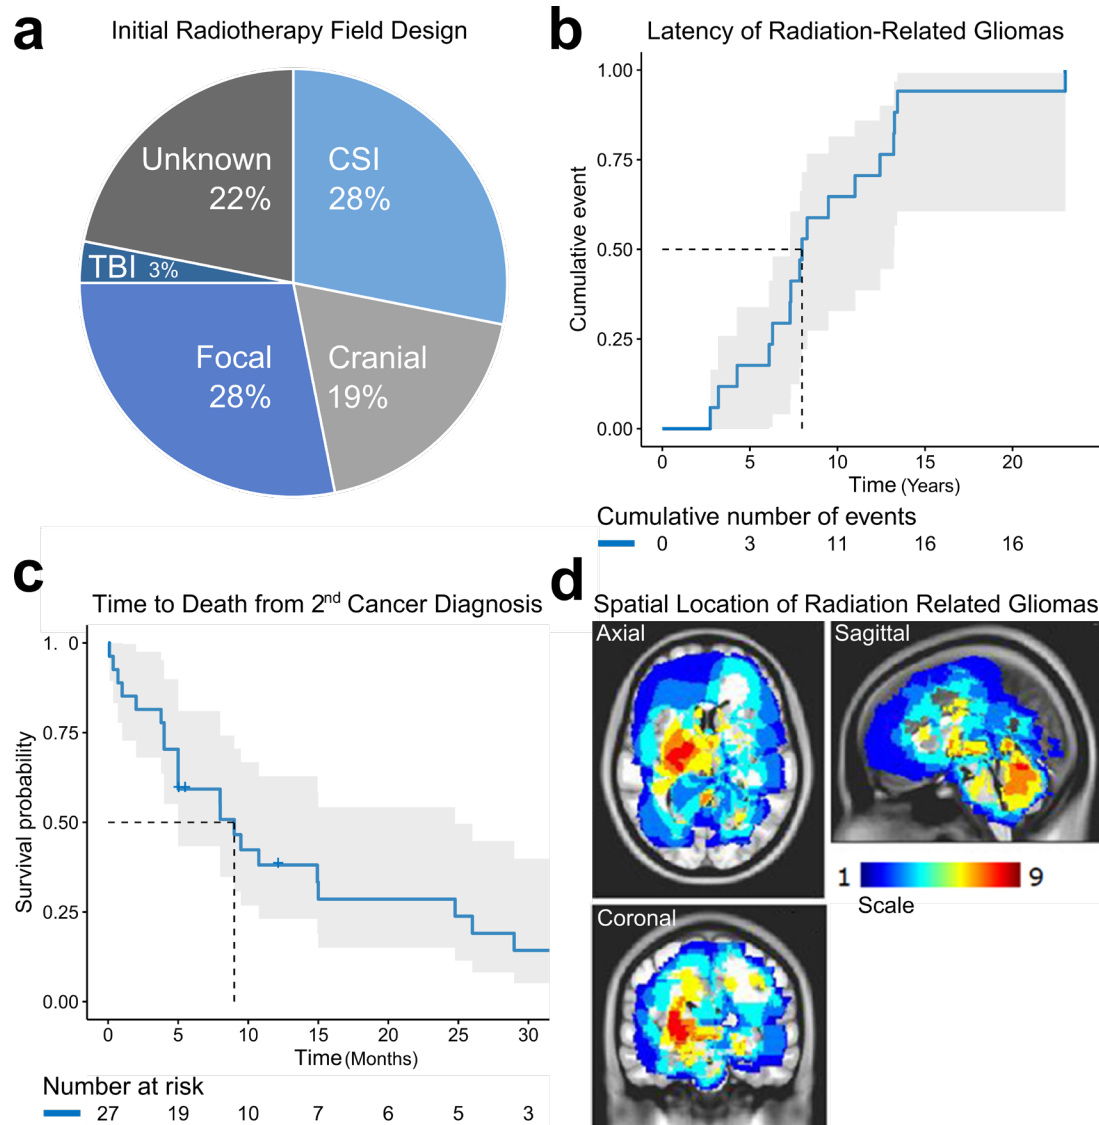 a
Initial Radiotherapy Field Design
Unknown
22%
CSI
28%
TBI 3%
Focal
28%
Cranial
19%
b
Latency of Radiation-Related Gliomas
Cumulative event
1.00
0.75
0.50
0.25
0.00
0 5 10 15 20
Time (Years)
Cumulative number of events
0 3 11 16 16
c
Time to Death from 2nd Cancer Diagnosis
Survival probability
1. 0
0.75
0.50
0.25
0.00
0 5 10 15 20 25 30
Time (Months)
Number at risk
27 19 10 7 6 5 3
d
Spatial Location of Radiation Related Gliomas
Axial
Sagittal
1 9
Scale
Coronal